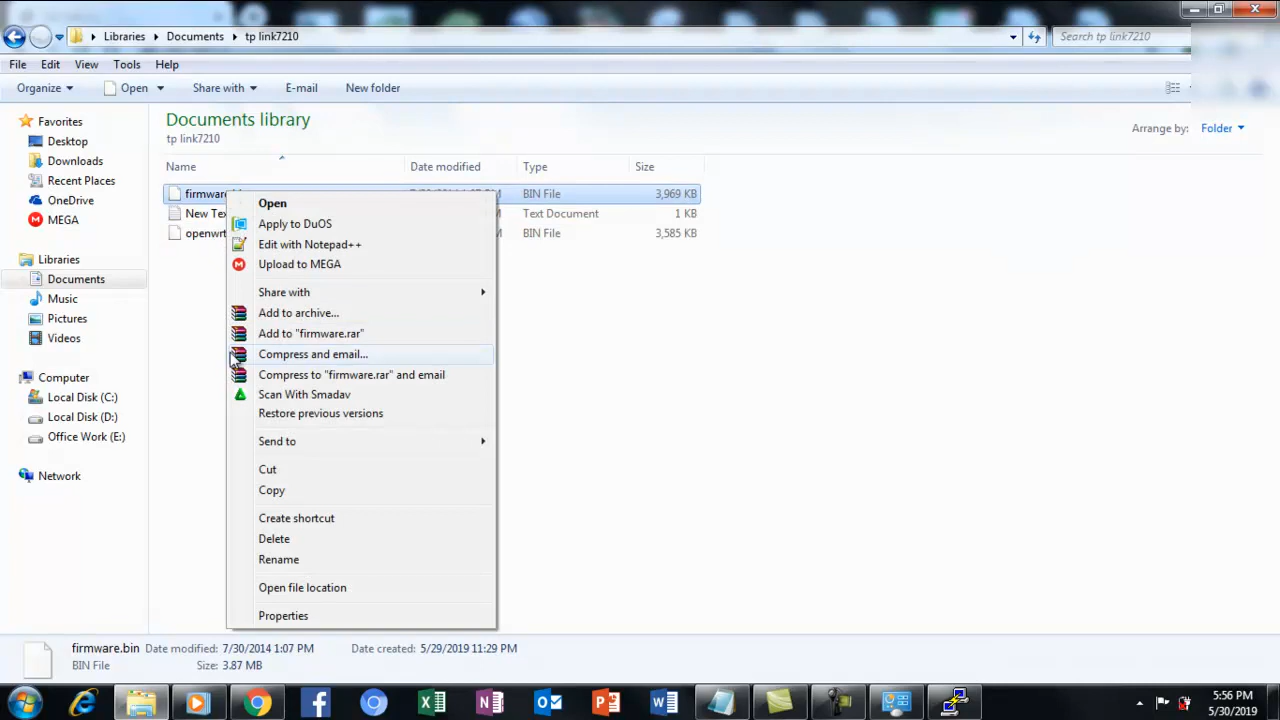 Libraries Documents tp link7210 Search tp link7210
File Edit View Tools Help
Organize Open Share with E-mail New folder
Favorites
Desktop
Downloads
Recent Places
OneDrive
MEGA
Libraries
Documents
Music
Pictures
Videos
Computer
Local Disk (C:)
Local Disk (D:)
Office Work (E:)
Network
Documents library
tp link7210
Arrange by: Folder
Name Date modified Type Size
firmware BIN File 3,969 KB
New Text Document 1 KB
openwrt BIN File 3,585 KB
Open
Apply to DuOS
Edit with Notepad++
Upload to MEGA
Share with
Add to archive...
Add to "firmware.rar"
Compress and email...
Compress to "firmware.rar" and email
Scan With Smadav
Restore previous versions
Send to
Cut
Copy
Create shortcut
Delete
Rename
Open file location
Properties
firmware.bin Date modified: 7/30/2014 1:07 PM Date created: 5/29/2019 11:29 PM
BIN File Size: 3.87 MB
5:56 PM
5/30/2019